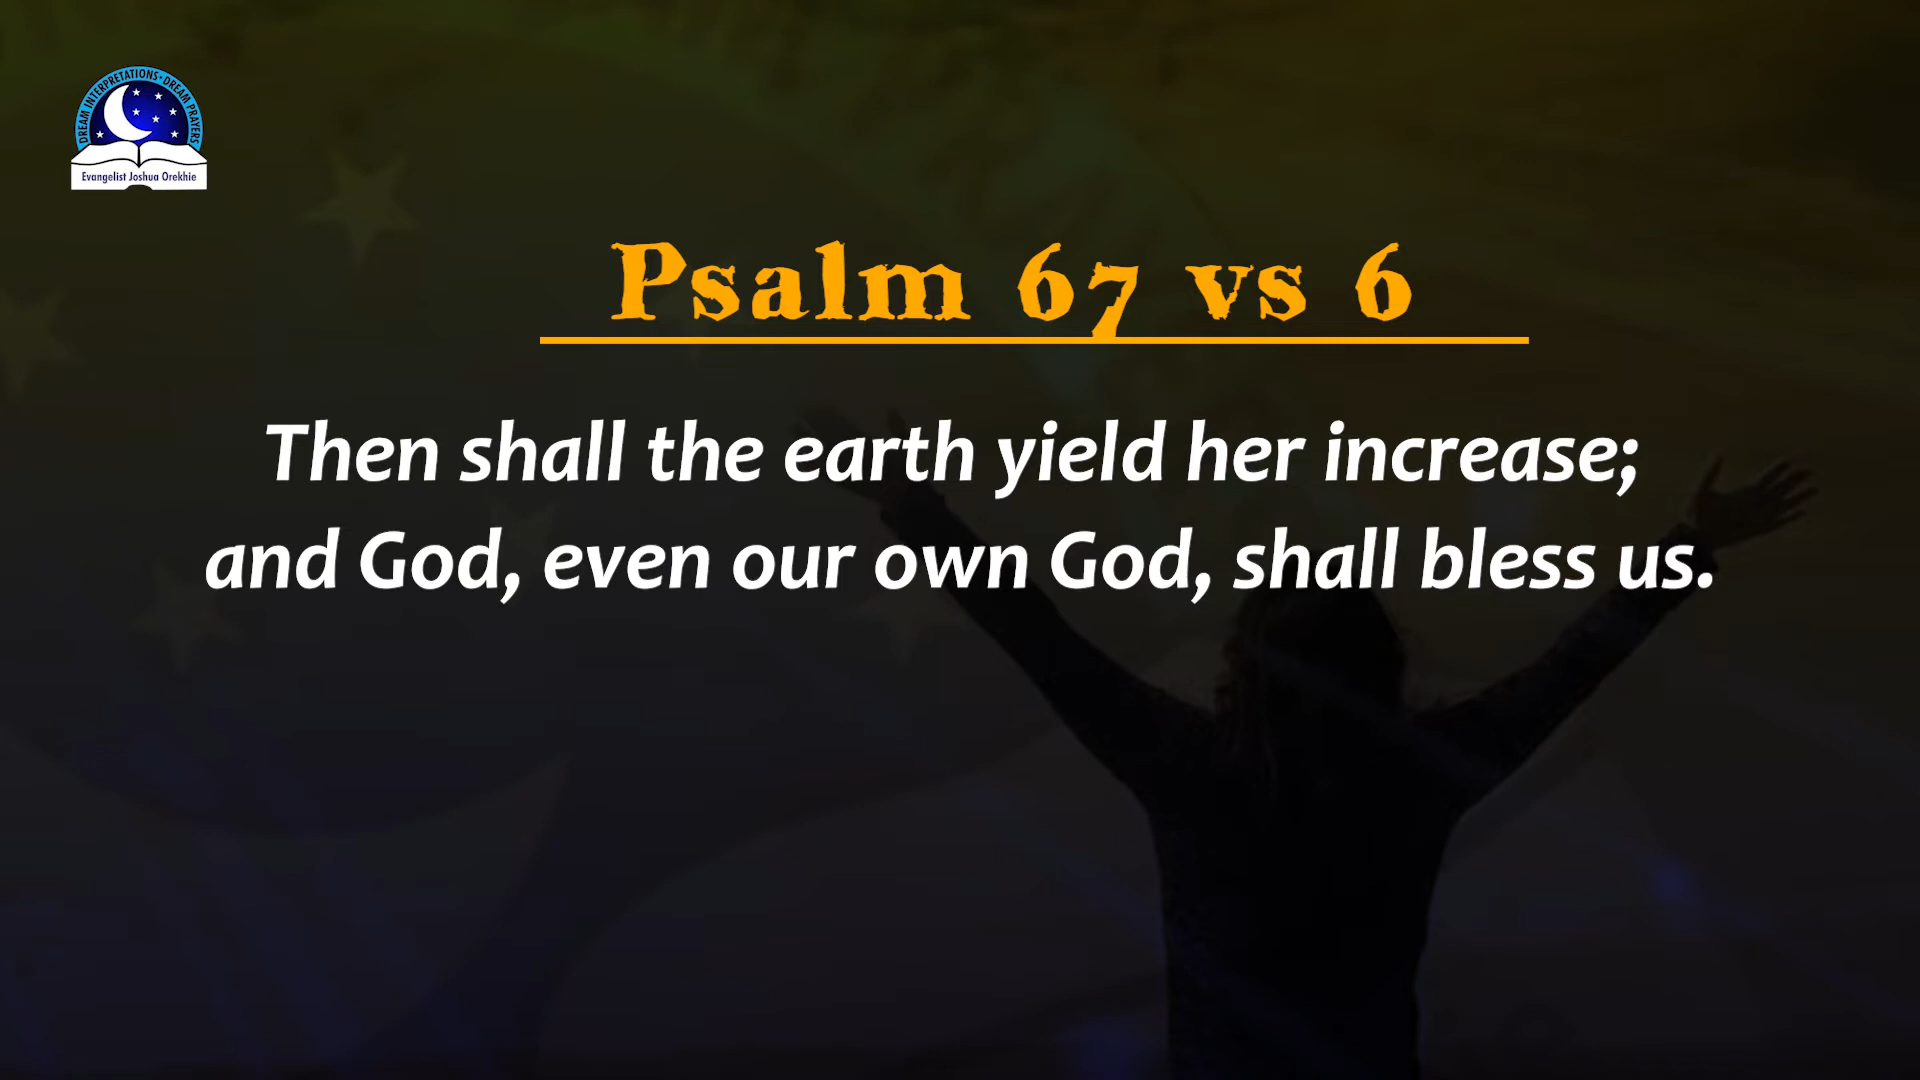 DREAM INTERPRETATIONS · DREAM PRAYERS
Evangelist Joshua Orekhie
Psalm 67 vs 6
Then shall the earth yield her increase;
and God, even our own God, shall bless us.